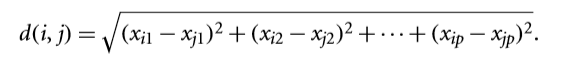 d(i, j) = √(x_{i1} − x_{j1})² + (x_{i2} − x_{j2})² + ⋯ + (x_{ip} − x_{jp})².